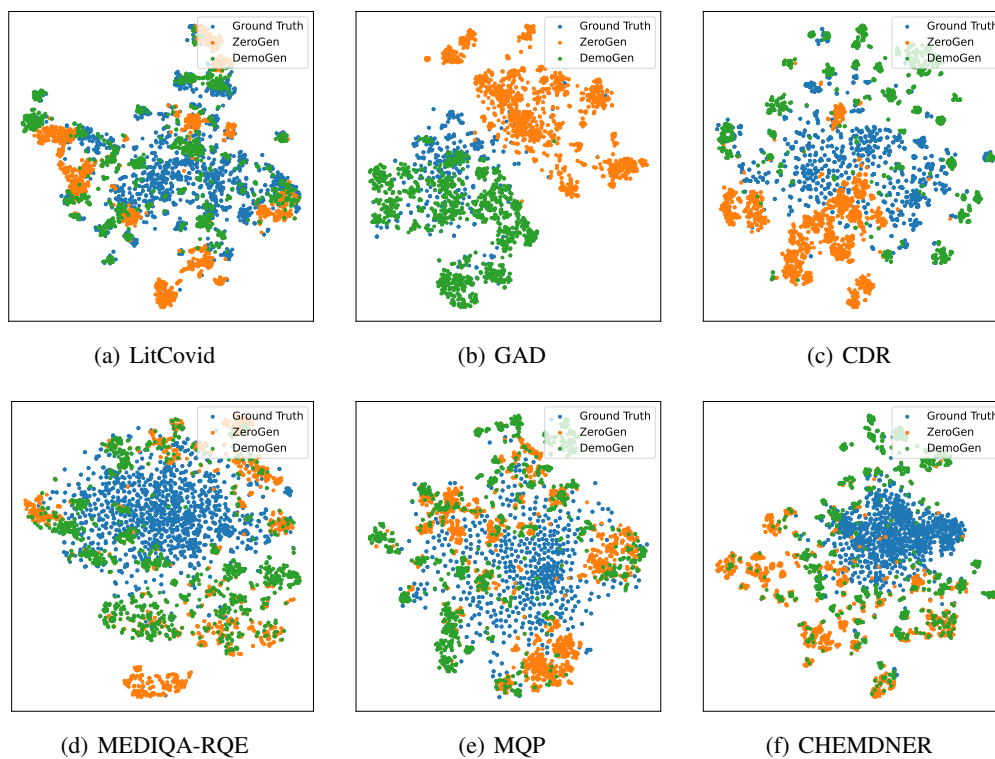 Ground Truth
ZeroGen
DemoGen
(a) LitCovid
Ground Truth
ZeroGen
DemoGen
(b) GAD
Ground Truth
ZeroGen
DemoGen
(c) CDR
Ground Truth
ZeroGen
DemoGen
(d) MEDIQA-RQE
Ground Truth
ZeroGen
DemoGen
(e) MQP
Ground Truth
ZeroGen
DemoGen
(f) CHEMDNER